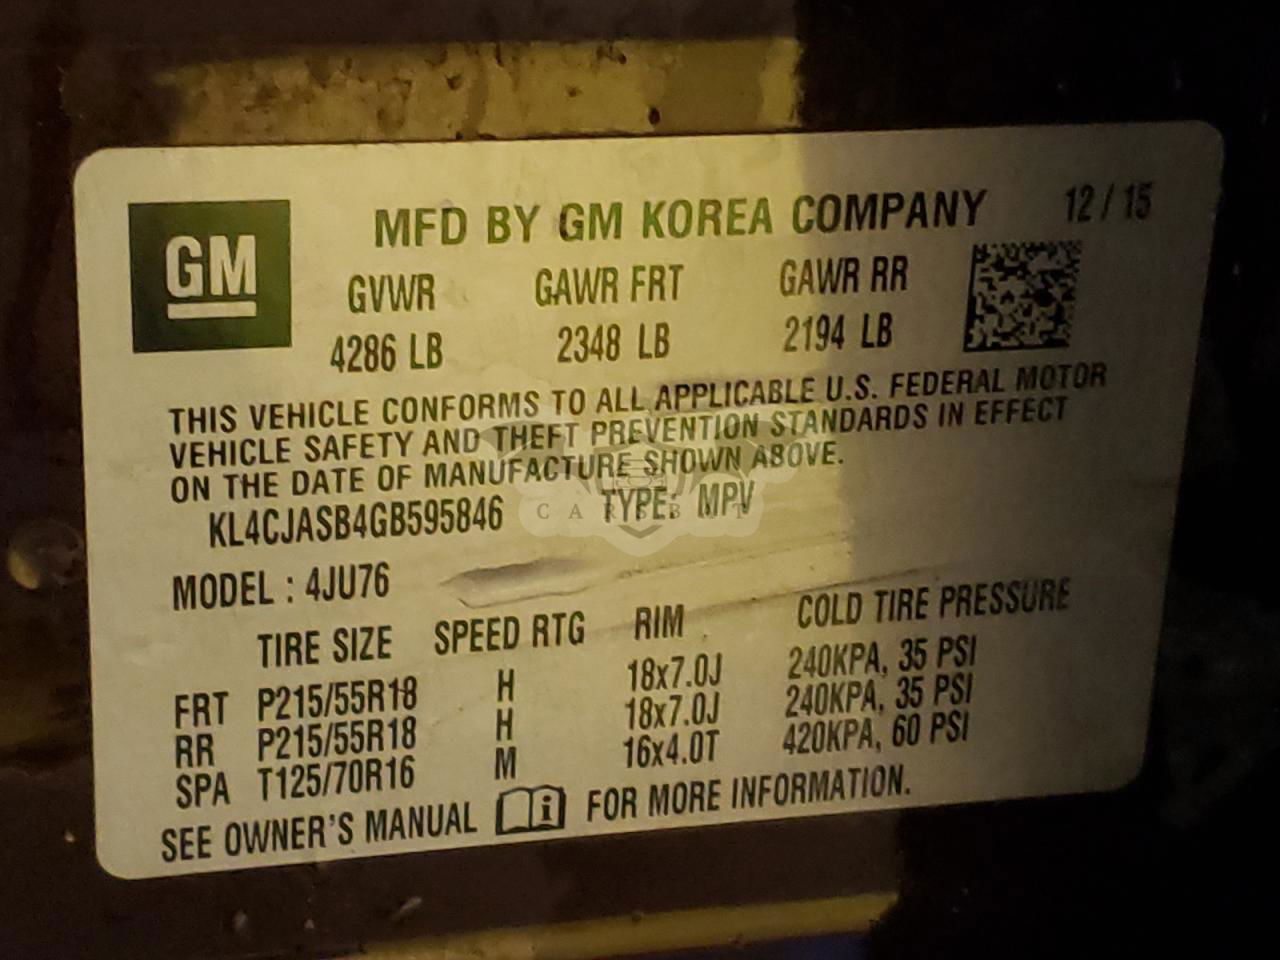 GM
MFD BY GM KOREA COMPANY 12 / 15
GVWR GAWR FRT GAWR RR
4286 LB 2348 LB 2194 LB
THIS VEHICLE CONFORMS TO ALL APPLICABLE U.S. FEDERAL MOTOR
VEHICLE SAFETY AND THEFT PREVENTION STANDARDS IN EFFECT
ON THE DATE OF MANUFACTURE SHOWN ABOVE.
KL4CJASB4GB595846 TYPE: MPV
MODEL : 4JU76
TIRE SIZE SPEED RTG RIM COLD TIRE PRESSURE
FRT P215/55R18 H 18x7.0J 240KPA, 35 PSI
RR P215/55R18 H 18x7.0J 240KPA, 35 PSI
SPA T125/70R16 M 16x4.0T 420KPA, 60 PSI
SEE OWNER'S MANUAL i FOR MORE INFORMATION.